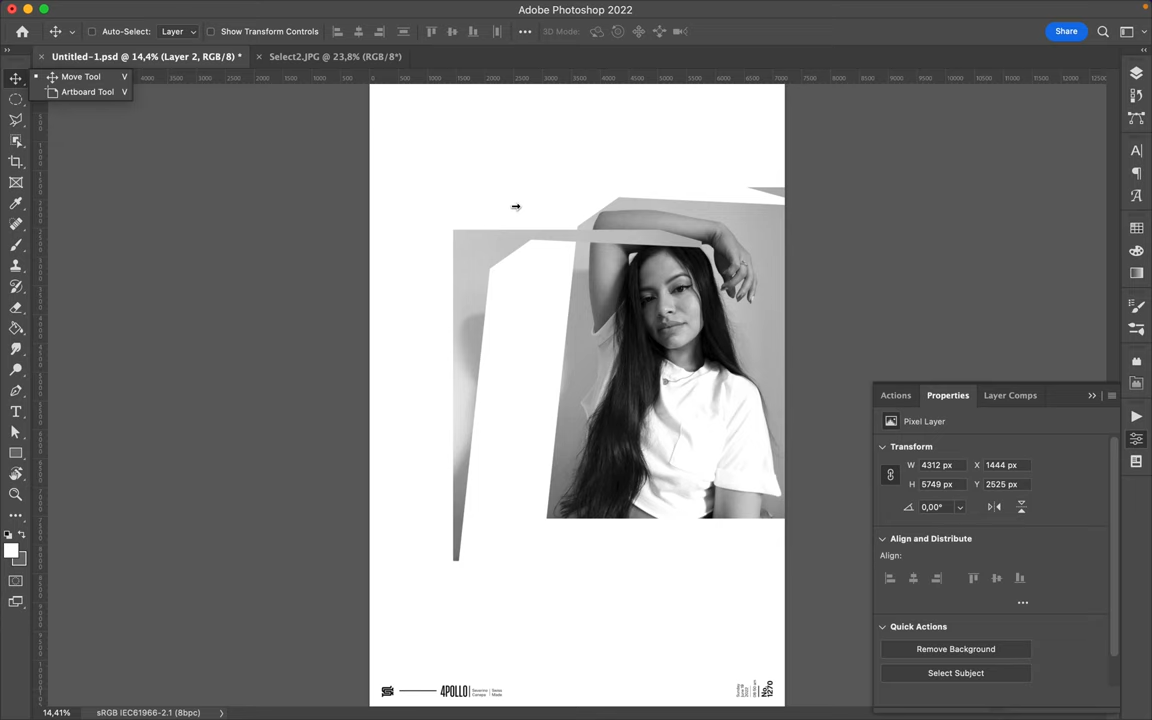 Adobe Photoshop 2022
Auto-Select: Layer Show Transform Controls 3D Mode: Share
Untitled-1.psd @ 14,4% (Layer 2, RGB/8) * Select2.JPG @ 23,8% (RGB/8*)
Move Tool V
Artboard Tool V
Actions Properties Layer Comps
Pixel Layer
Transform
W 4312 px X 1444 px
H 5749 px Y 2525 px
0,00°
Align and Distribute
Align:
Quick Actions
Remove Background
Select Subject
4POLLO
No. 1270
14,41% sRGB IEC61966-2.1 (8bpc)